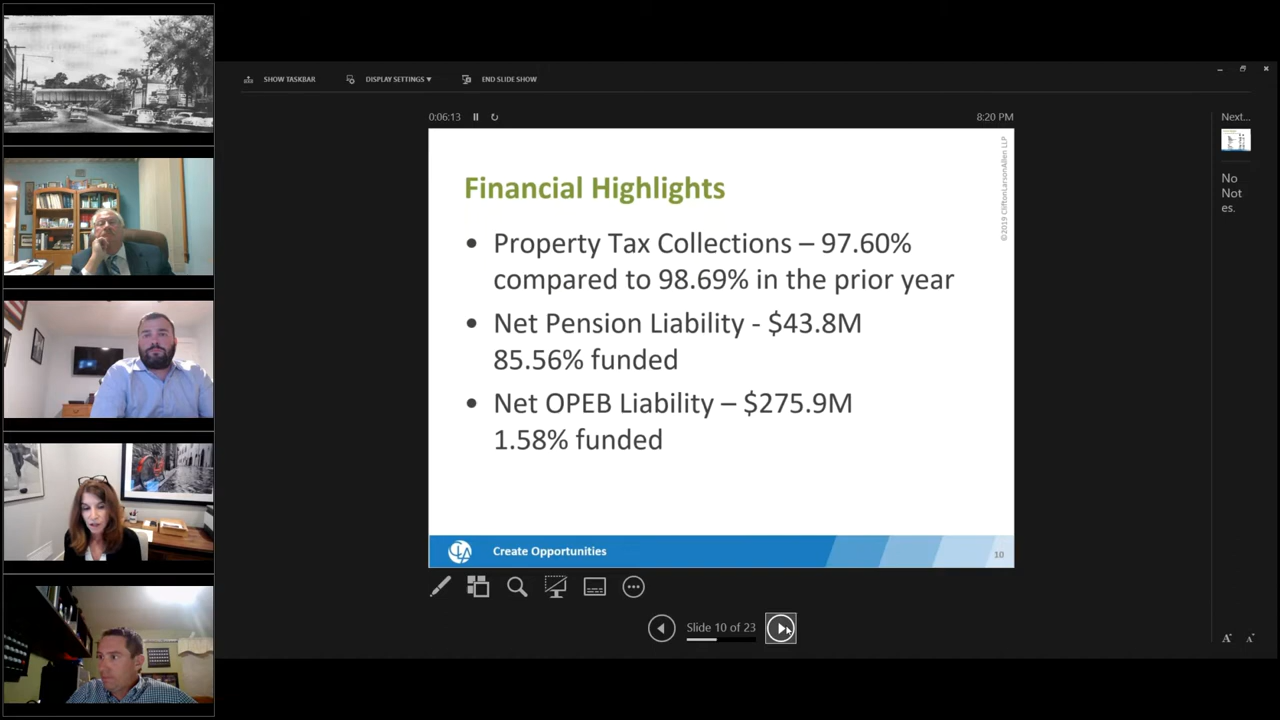 SHOW TASKBAR
DISPLAY SETTINGS ▾
END SLIDE SHOW
0:06:13
8:20 PM
Financial Highlights
• Property Tax Collections – 97.60%
compared to 98.69% in the prior year
• Net Pension Liability - $43.8M
85.56% funded
• Net OPEB Liability – $275.9M
1.58% funded
©2019 CliftonLarsonAllen LLP
CLA
Create Opportunities
10
Slide 10 of 23
Next...
No
Not
es.
A
A